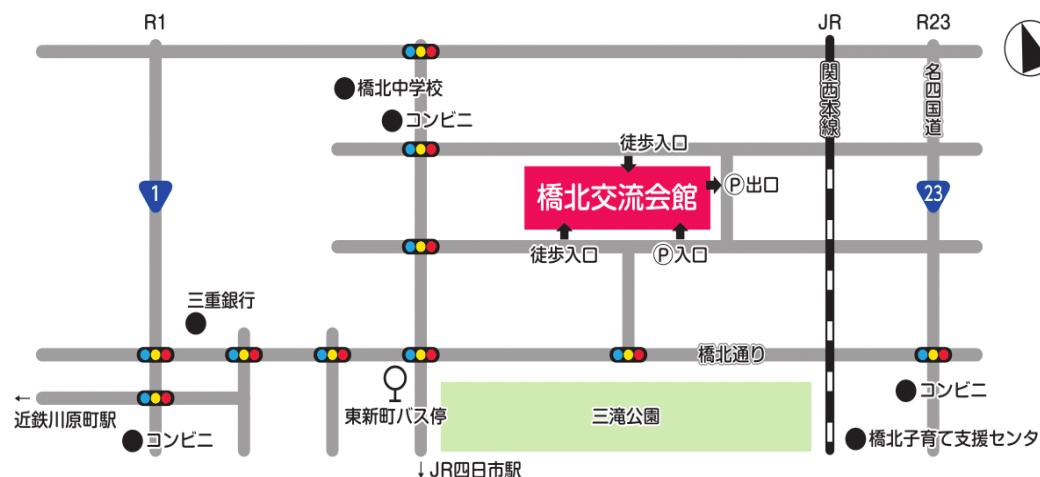 R1
JR
R23
橋北中学校
関西本線
名四国道
コンビニ
徒歩入口
橋北交流会館
Ⓟ出口
1
23
徒歩入口
Ⓟ入口
三重銀行
橋北通り
←
近鉄川原町駅
東新町バス停
三滝公園
コンビニ
コンビニ
橋北子育て支援センタ
↓JR四日市駅